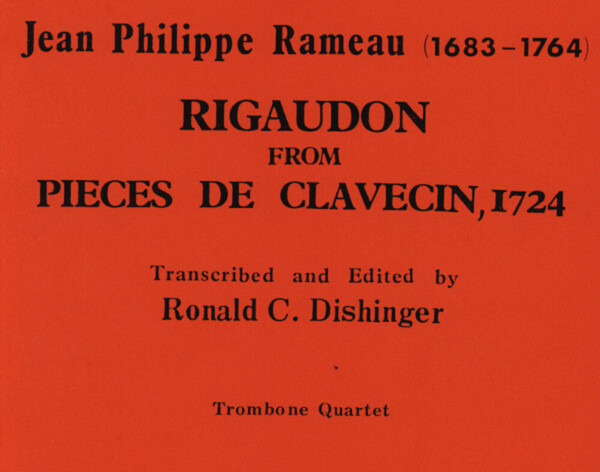 Jean Philippe Rameau (1683–1764)
RIGAUDON
FROM
PIECES DE CLAVECIN, 1724
Transcribed and Edited by
Ronald C. Dishinger
Trombone Quartet